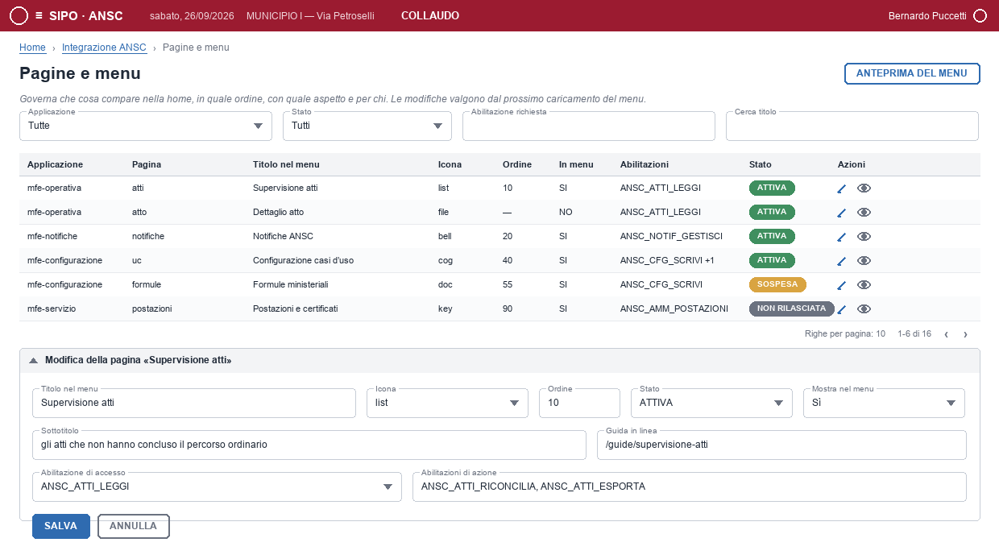 ≡ SIPO · ANSC sabato, 26/09/2026 MUNICIPIO I — Via Petroselli COLLAUDO Bernardo Puccetti
Home › Integrazione ANSC › Pagine e menu
Pagine e menu ANTEPRIMA DEL MENU
Governa che cosa compare nella home, in quale ordine, con quale aspetto e per chi. Le modifiche valgono dal prossimo caricamento del menu.
Applicazione Stato Abilitazione richiesta Cerca titolo
Tutte Tutti
Applicazione Pagina Titolo nel menu Icona Ordine In menu Abilitazioni Stato Azioni
mfe-operativa atti Supervisione atti list 10 SI ANSC_ATTI_LEGGI ATTIVA
mfe-operativa atto Dettaglio atto file — NO ANSC_ATTI_LEGGI ATTIVA
mfe-notifiche notifiche Notifiche ANSC bell 20 SI ANSC_NOTIF_GESTISCI ATTIVA
mfe-configurazione uc Configurazione casi d'uso cog 40 SI ANSC_CFG_SCRIVI +1 ATTIVA
mfe-configurazione formule Formule ministeriali doc 55 SI ANSC_CFG_SCRIVI SOSPESA
mfe-servizio postazioni Postazioni e certificati key 90 SI ANSC_AMM_POSTAZIONI NON RILASCIATA
Righe per pagina: 10 1-6 di 16 ‹ ›
Modifica della pagina «Supervisione atti»
Titolo nel menu Icona Ordine Stato Mostra nel menu
Supervisione atti list 10 ATTIVA Sì
Sottotitolo Guida in linea
gli atti che non hanno concluso il percorso ordinario /guide/supervisione-atti
Abilitazione di accesso Abilitazioni di azione
ANSC_ATTI_LEGGI ANSC_ATTI_RICONCILIA, ANSC_ATTI_ESPORTA
SALVA ANNULLA